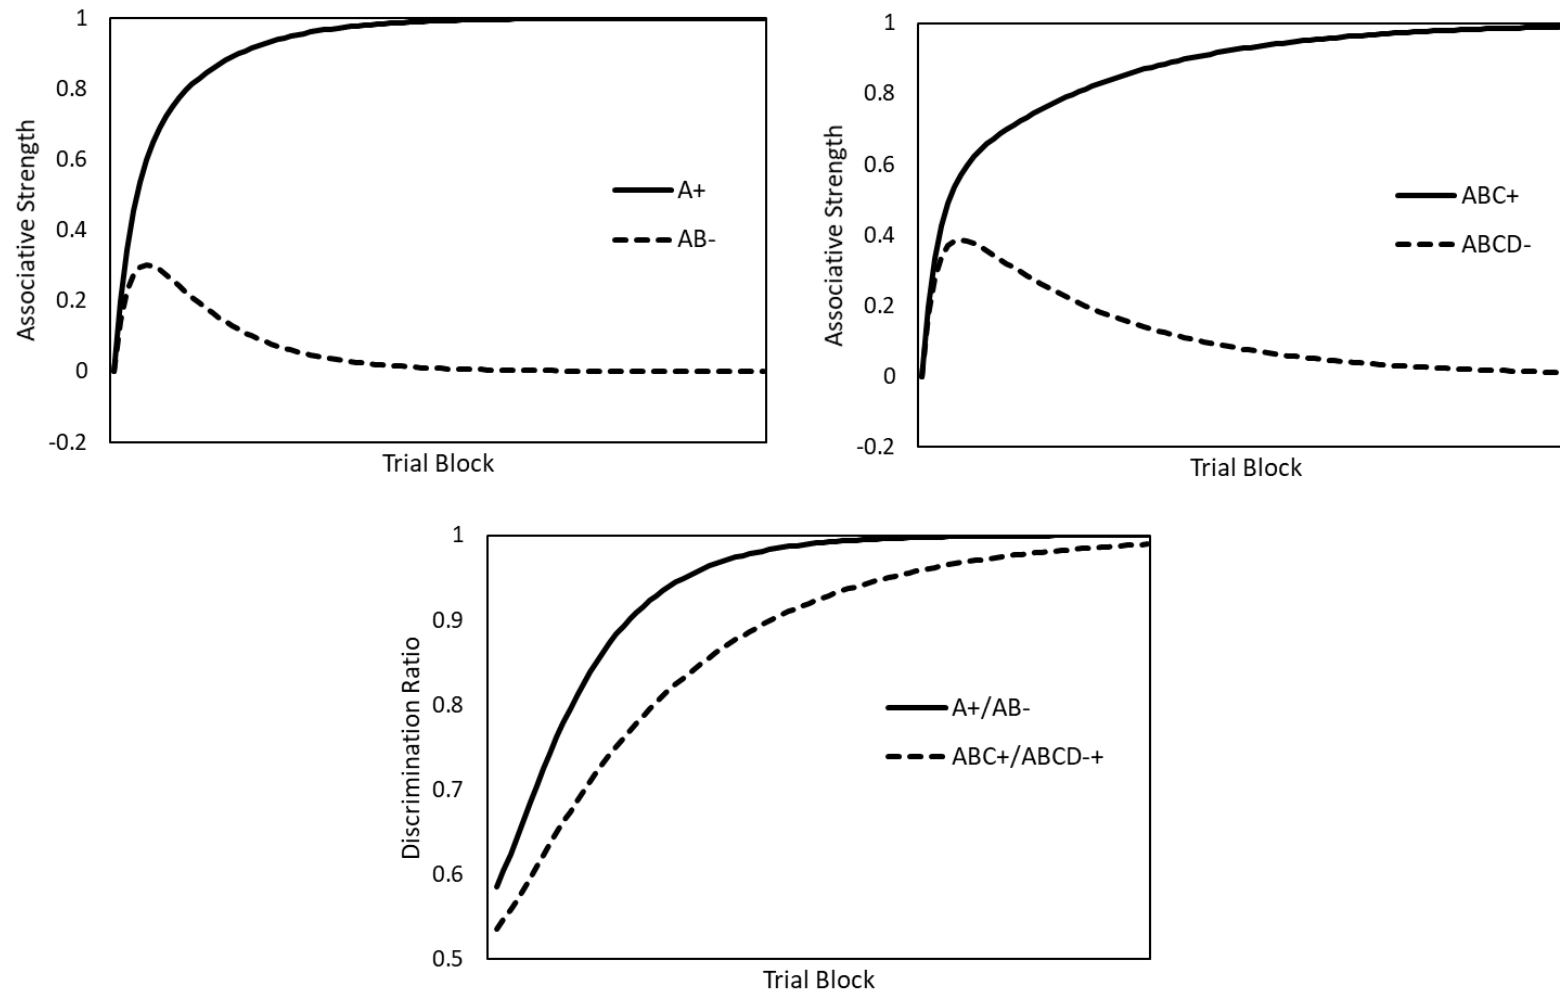 1
0.8
0.6
0.4
0.2
0
-0.2
Associative Strength
A+
AB-
Trial Block
1
0.8
0.6
0.4
0.2
0
-0.2
Associative Strength
ABC+
ABCD-
Trial Block
1
0.9
0.8
0.7
0.6
0.5
Discrimination Ratio
A+/AB-
ABC+/ABCD-+
Trial Block